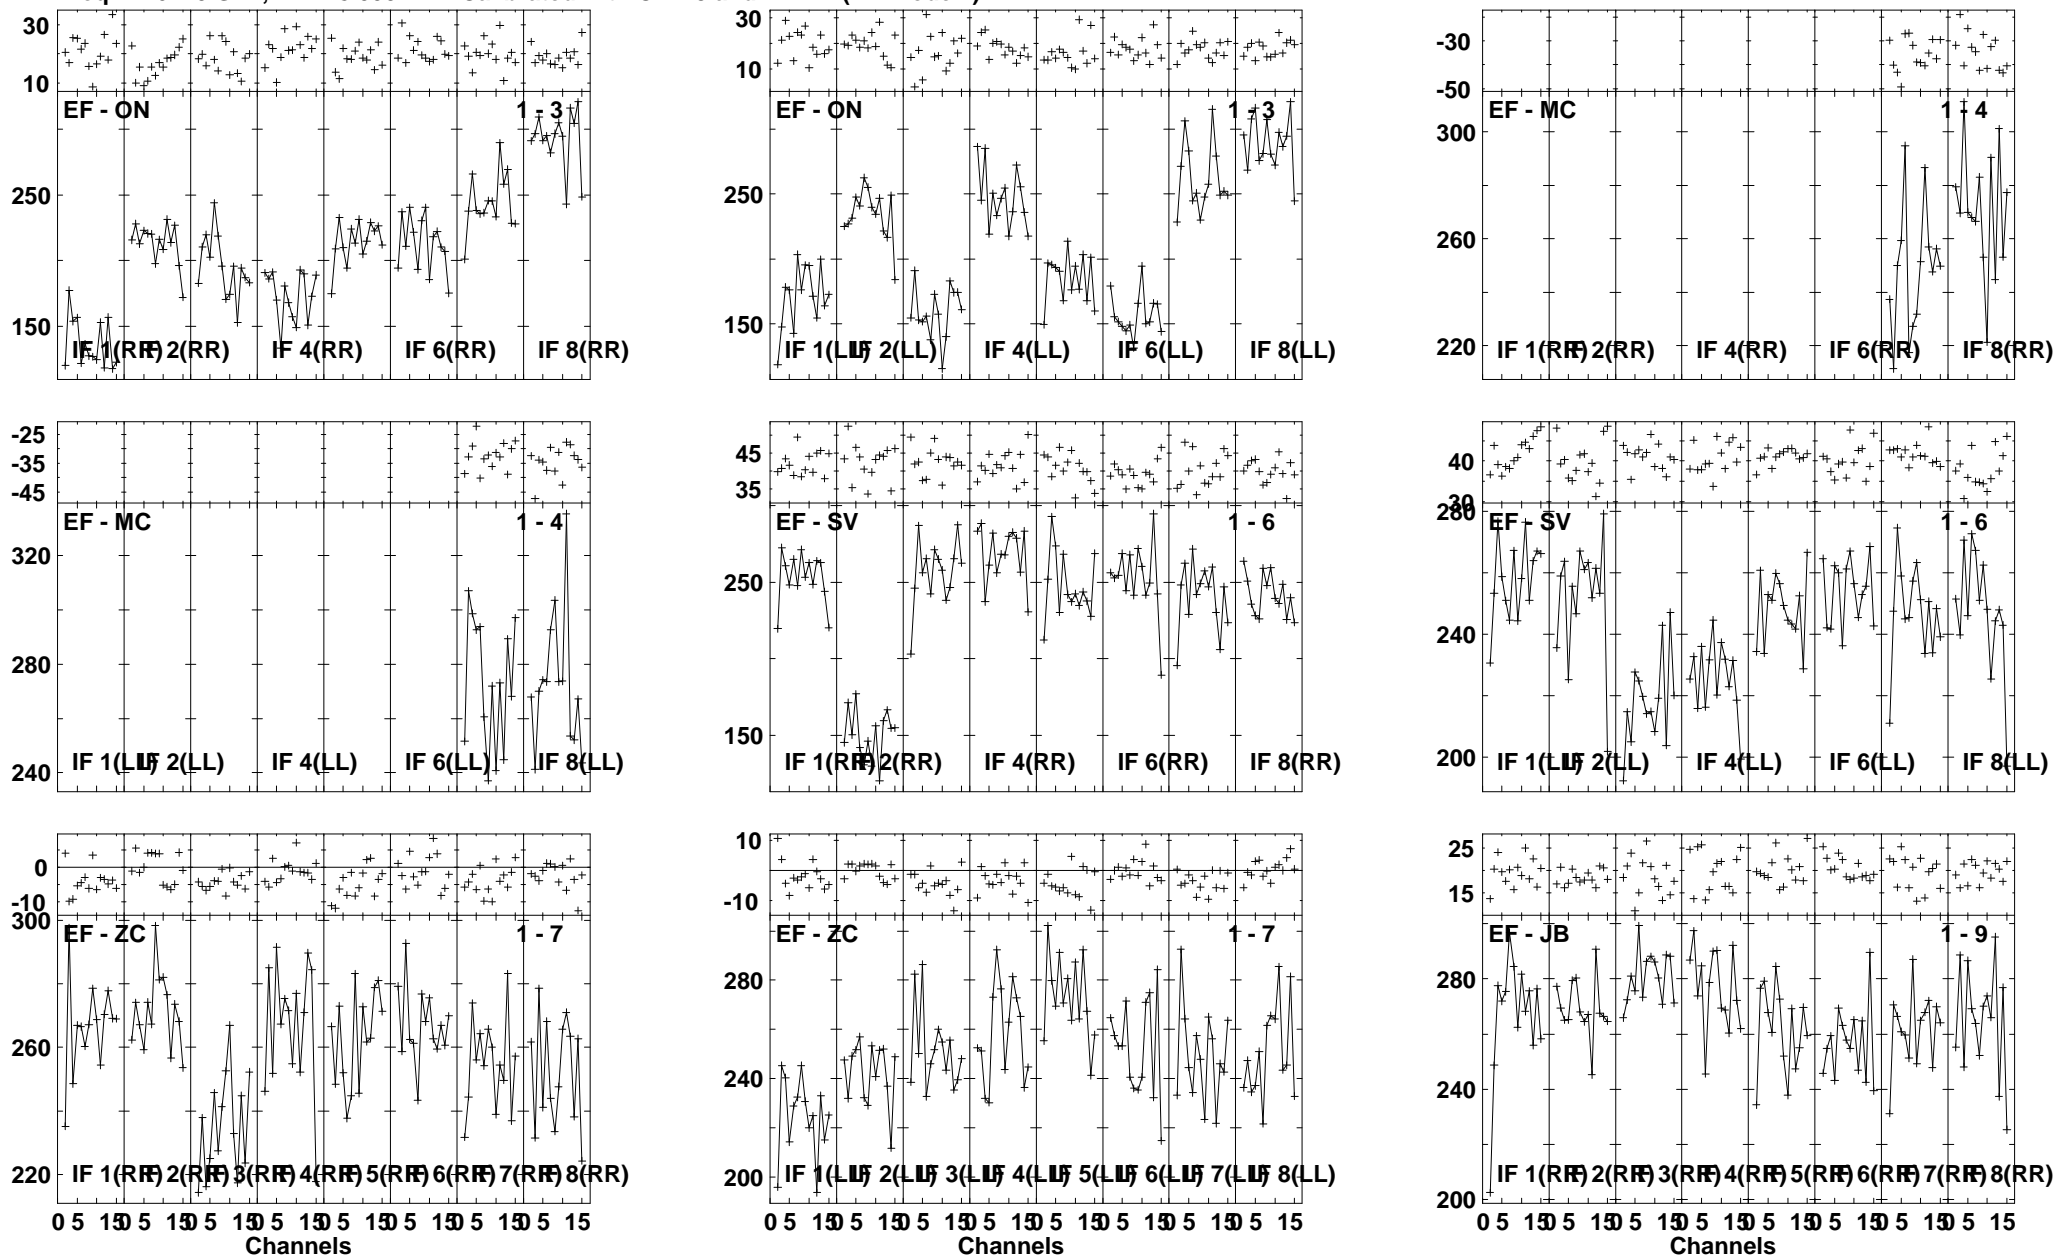 30
10
EF - ON 1 - 3
250
150
IF 1(RR) IF 2(RR) IF 4(RR) IF 6(RR) IF 8(RR)
30
10
EF - ON 1 - 3
250
150
IF 1(LL) IF 2(LL) IF 4(LL) IF 6(LL) IF 8(LL)
-30
-50
EF - MC 1 - 4
300
260
220
IF 1(RR) IF 2(RR) IF 4(RR) IF 6(RR) IF 8(RR)
-25
-35
-45
EF - MC 1 - 4
320
280
240
IF 1(LL) IF 2(LL) IF 4(LL) IF 6(LL) IF 8(LL)
45
35
EF - SV 1 - 6
250
150
IF 1(RR) IF 2(RR) IF 4(RR) IF 6(RR) IF 8(RR)
40
30
280
EF - SV 1 - 6
240
200
IF 1(LL) IF 2(LL) IF 4(LL) IF 6(LL) IF 8(LL)
0
-10
300
EF - ZC 1 - 7
260
220
IF 1(RR) IF 2(RR) IF 3(RR) IF 4(RR) IF 5(RR) IF 6(RR) IF 7(RR) IF 8(RR)
0 5 15 0 5 15 0 5 15 0 5 15 0 5 15 0 5 15 0 5 15 0 5 15
Channels
10
0
-10
EF - ZC 1 - 7
280
240
200
IF 1(LL) IF 2(LL) IF 3(LL) IF 4(LL) IF 5(LL) IF 6(LL) IF 7(LL) IF 8(LL)
0 5 15 0 5 15 0 5 15 0 5 15 0 5 15 0 5 15 0 5 15 0 5 15
Channels
25
15
EF - JB 1 - 9
280
240
200
IF 1(RR) IF 2(RR) IF 3(RR) IF 4(RR) IF 5(RR) IF 6(RR) IF 7(RR) IF 8(RR)
0 5 15 0 5 15 0 5 15 0 5 15 0 5 15 0 5 15 0 5 15 0 5 15
Channels